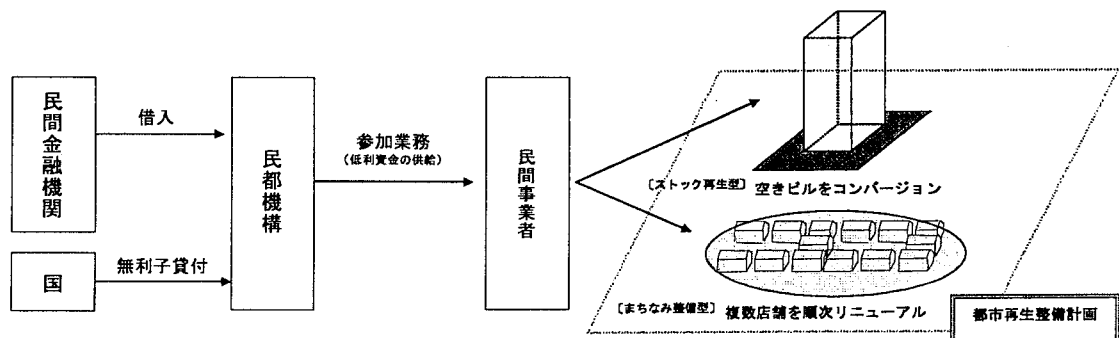 民間金融機関
借入
国
無利子貸付
民都機構
参加業務
(低利資金の供給)
民間事業者
〔ストック再生型〕 空きビルをコンバージョン
〔まちなみ整備型〕 複数店舗を順次リニューアル
都市再生整備計画